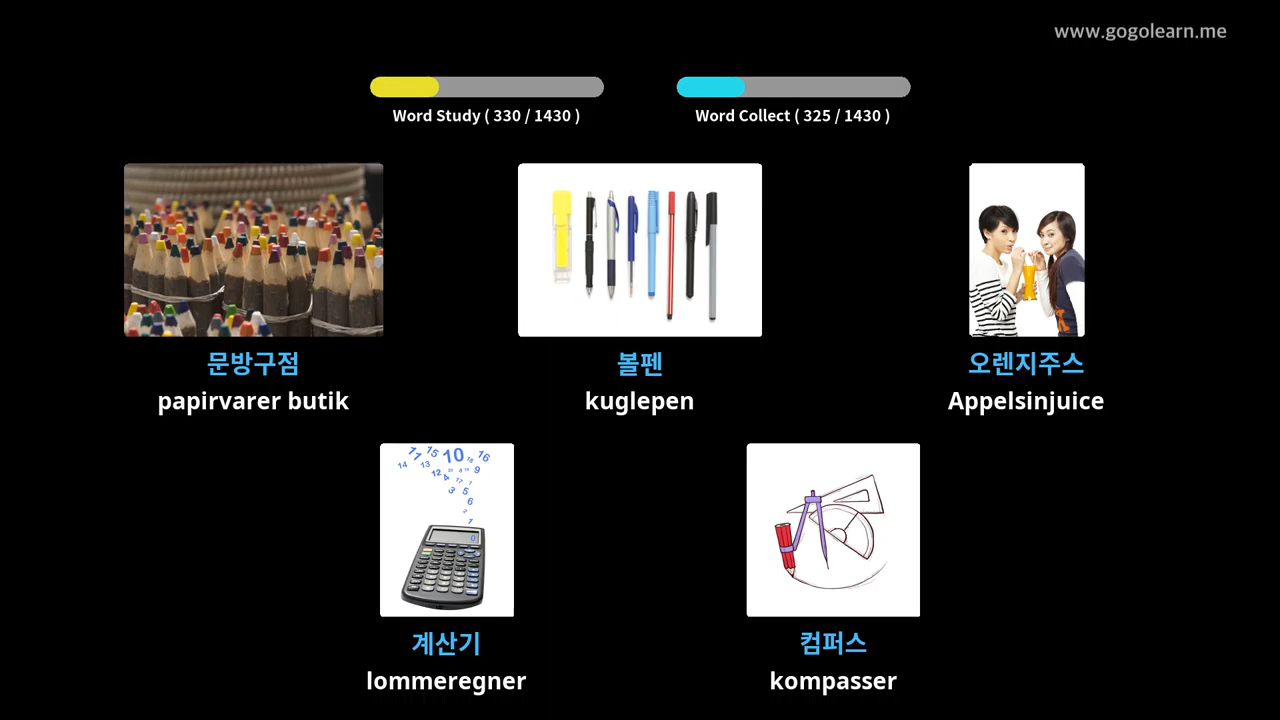 www.gogolearn.me
Word Study ( 330 / 1430 )
Word Collect ( 325 / 1430 )
문방구점
papirvarer butik
볼펜
kuglepen
오렌지주스
Appelsinjuice
계산기
lommeregner
컴퍼스
kompasser